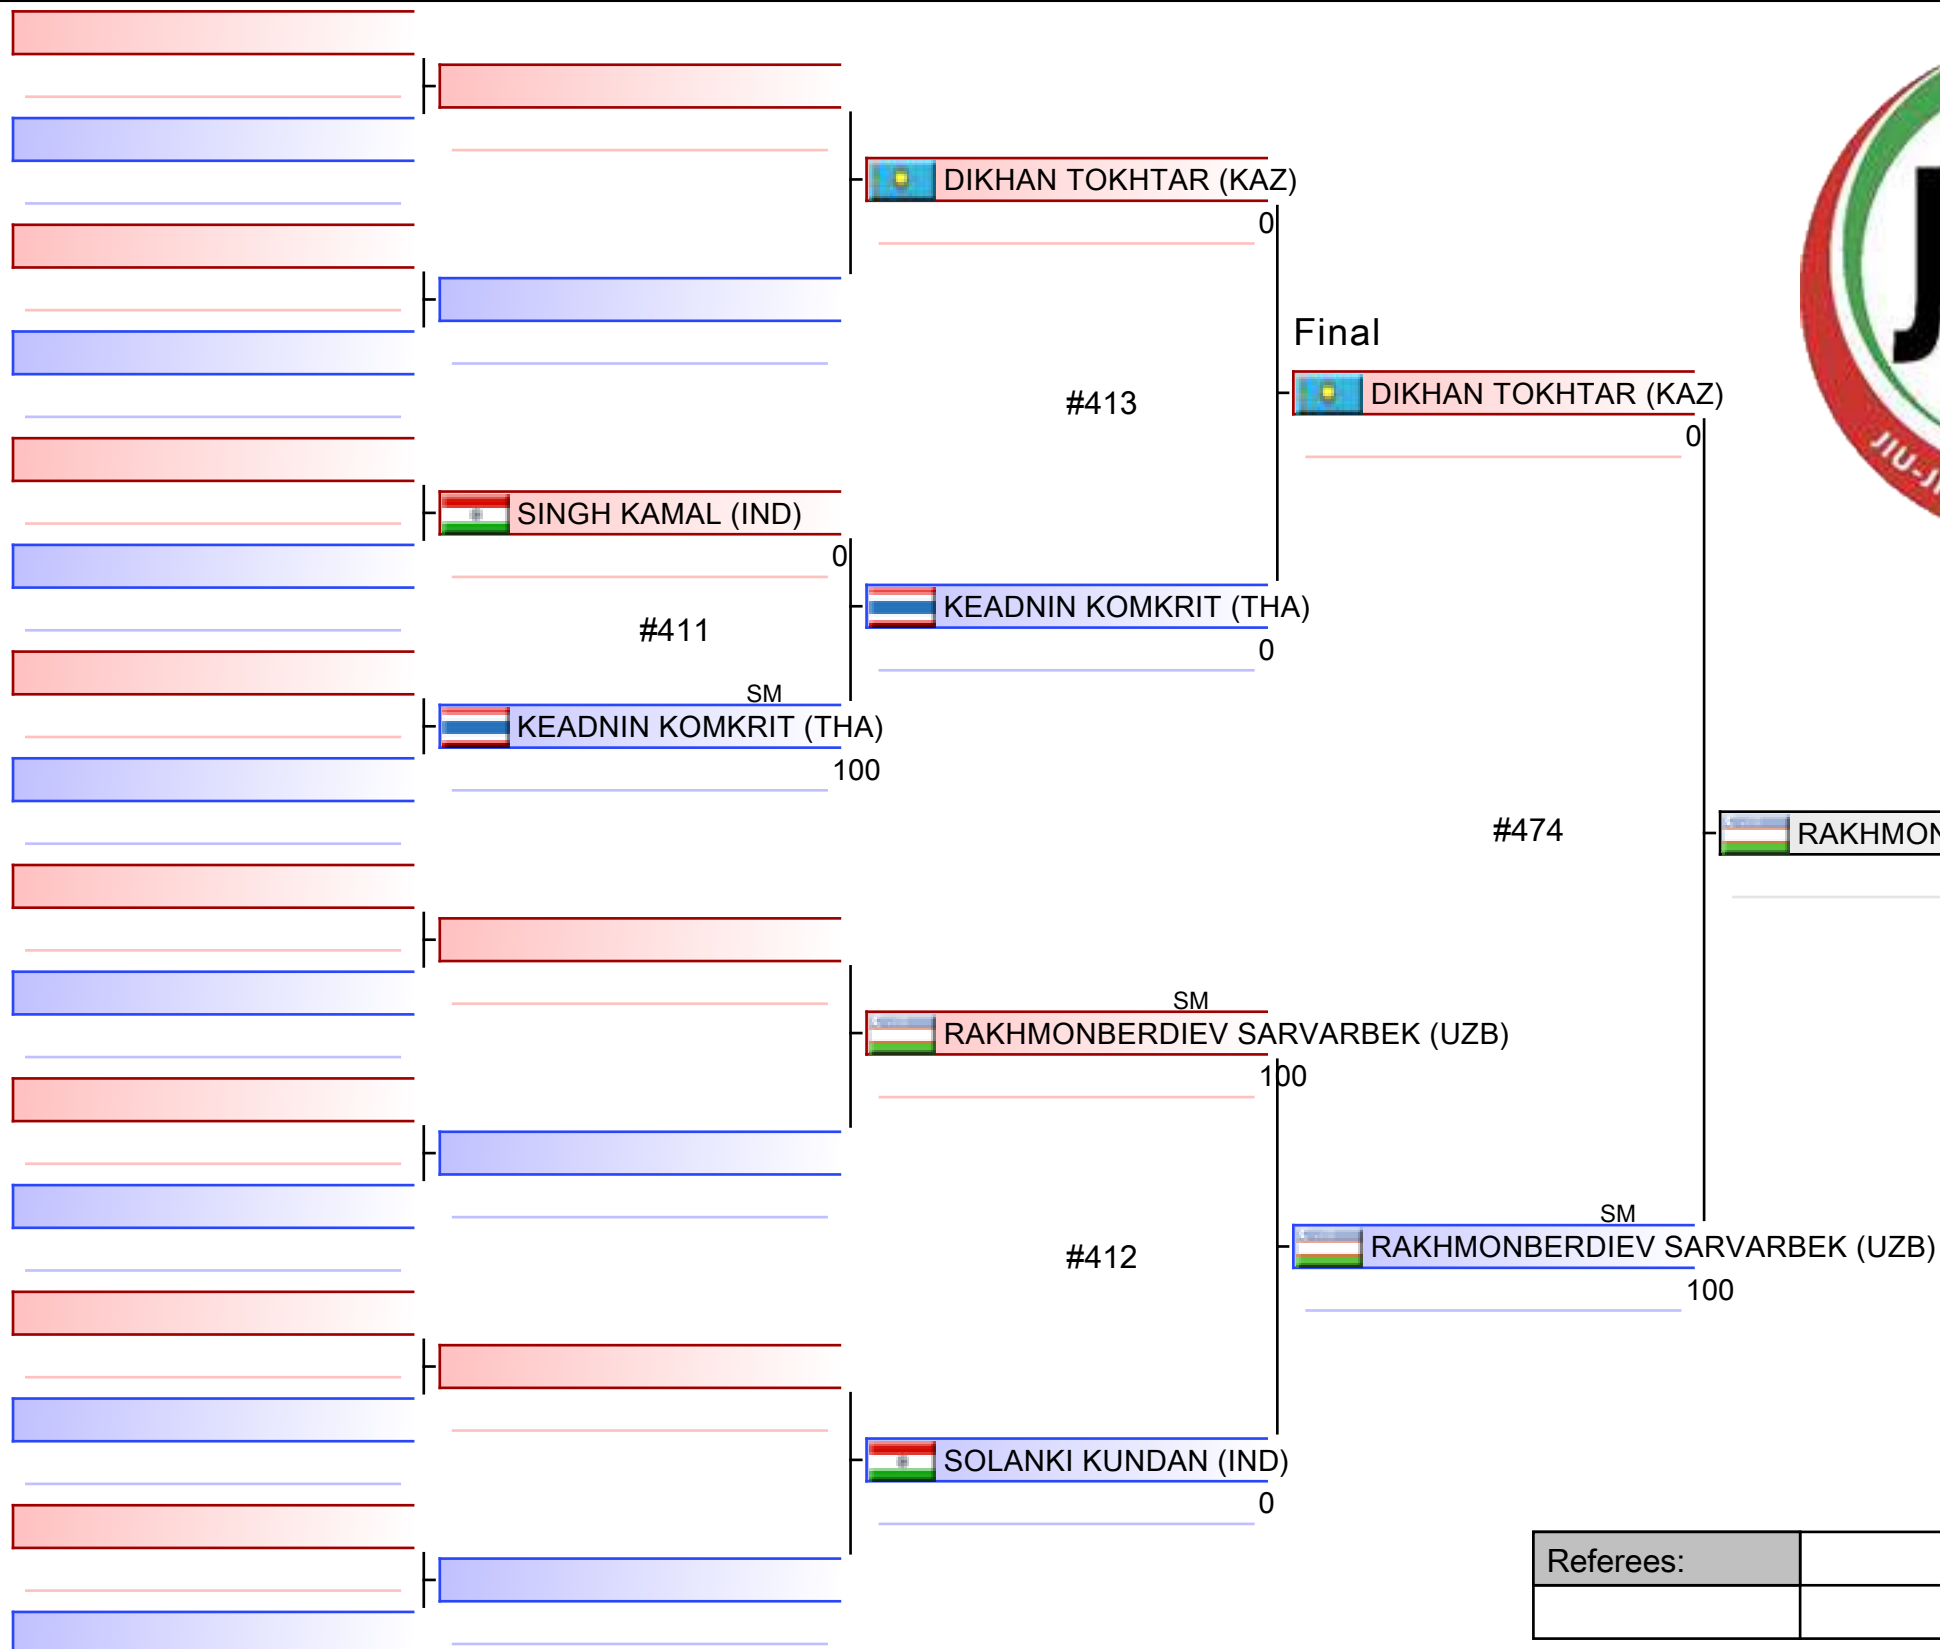 DIKHAN TOKHTAR (KAZ)
0
Final
#413
DIKHAN TOKHTAR (KAZ)
0
SINGH KAMAL (IND)
0
KEADNIN KOMKRIT (THA)
0
#411
SM
KEADNIN KOMKRIT (THA)
100
#474
RAKHMON
SM
RAKHMONBERDIEV SARVARBEK (UZB)
100
#412
SM
RAKHMONBERDIEV SARVARBEK (UZB)
100
SOLANKI KUNDAN (IND)
0
Referees: